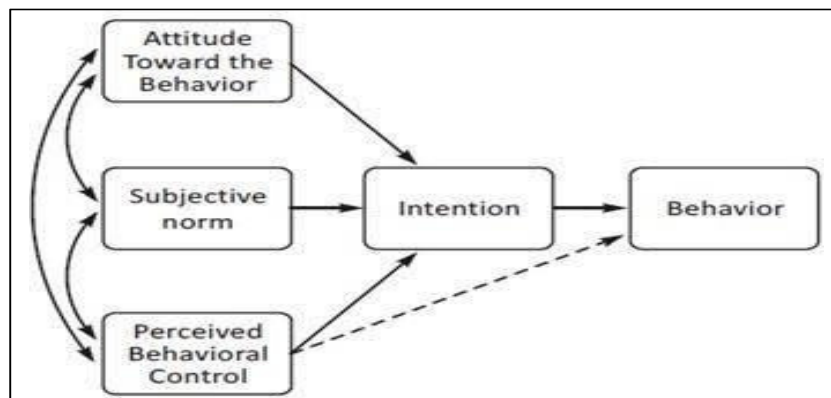 Attitude
Toward the
Behavior
Subjective
norm
Intention
Behavior
Perceived
Behavioral
Control